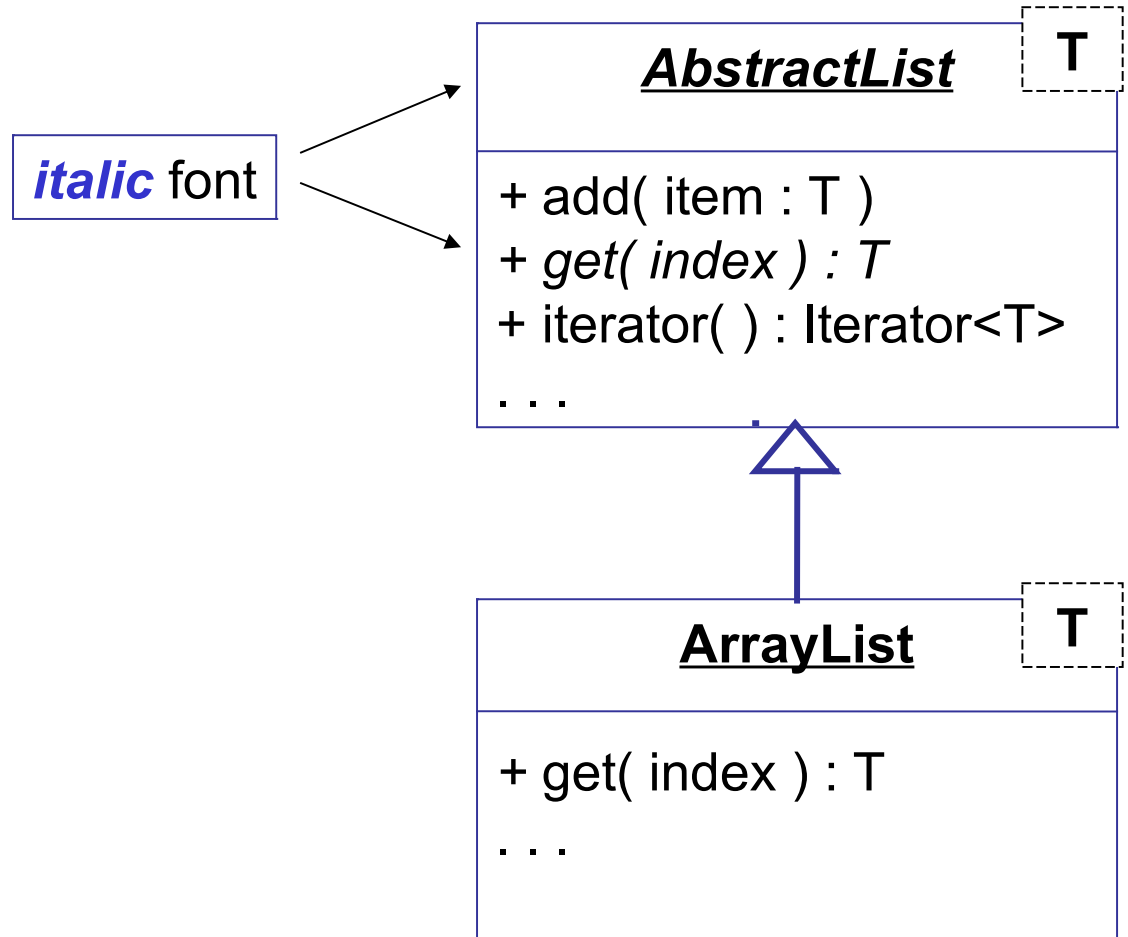 T
AbstractList
italic font
+ add( item : T )
+ get( index ) : T
+ iterator( ) : Iterator<T>
. . .
T
ArrayList
+ get( index ) : T
. . .